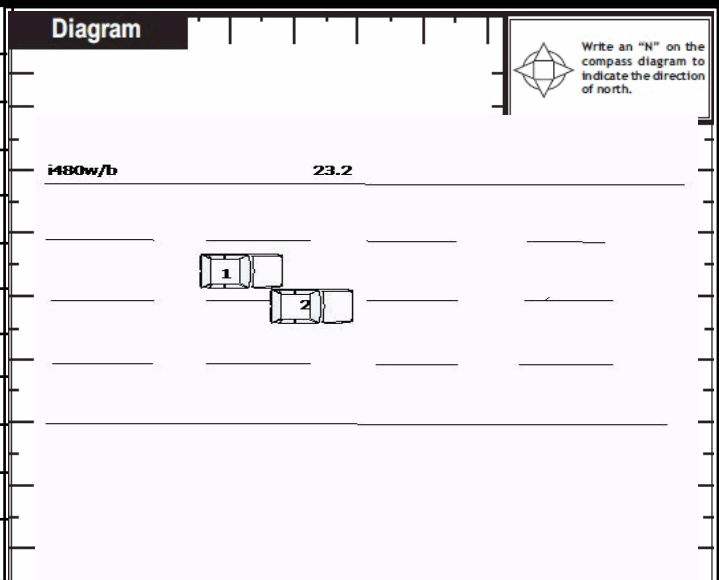 Diagram
Write an “N” on the
compass diagram to
indicate the direction
of north.
i480w/b 23.2
1
2